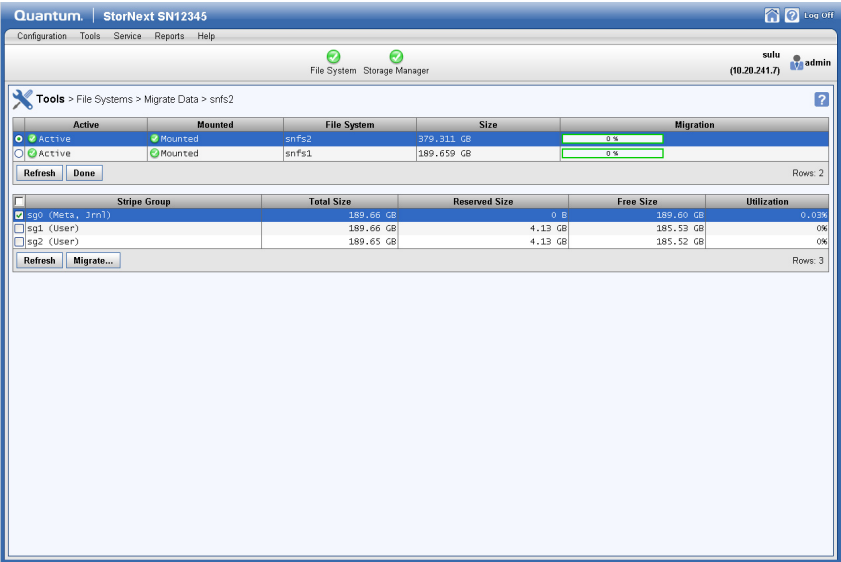 Quantum. StorNext SN12345 Log Off
Configuration Tools Service Reports Help
File System Storage Manager
sulu
(10.20.241.7)
admin
Tools > File Systems > Migrate Data > snfs2
Active Mounted File System Size Migration
Active Mounted snfs2 379.311 GB 0 %
Active Mounted snfs1 189.659 GB 0 %
Refresh Done Rows: 2
Stripe Group Total Size Reserved Size Free Size Utilization
sg0 (Meta, Jrnl) 189.66 GB 0 B 189.60 GB 0.03%
sg1 (User) 189.66 GB 4.13 GB 185.53 GB 0%
sg2 (User) 189.65 GB 4.13 GB 185.52 GB 0%
Refresh Migrate... Rows: 3